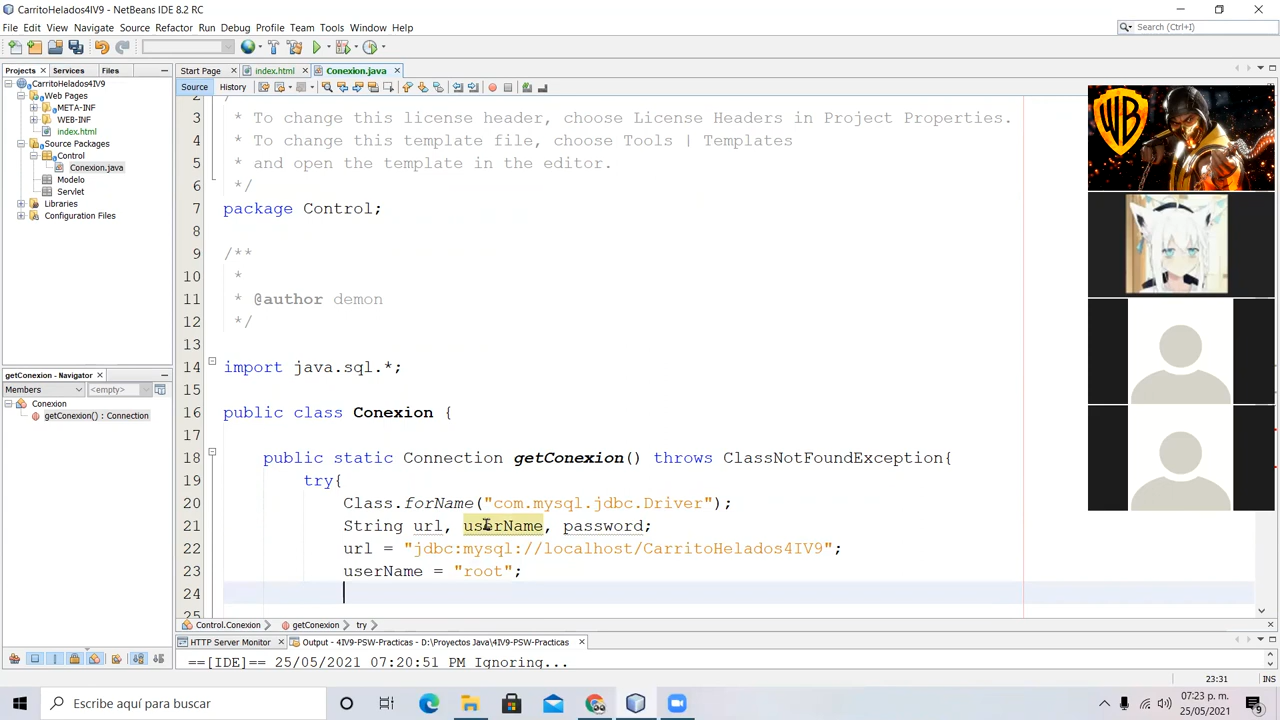 CarritoHelados4IV9 - NetBeans IDE 8.2 RC
File Edit View Navigate Source Refactor Run Debug Profile Team Tools Window Help
Search (Ctrl+I)
Projects Services Files
Start Page index.html Conexion.java
Source History
CarritoHelados4IV9
Web Pages
META-INF
WEB-INF
index.html
Source Packages
Control
Conexion.java
Modelo
Servlet
Libraries
Configuration Files
getConexion - Navigator
Members <empty>
Conexion
getConexion() : Connection
2 /
3 * To change this license header, choose License Headers in Project Properties.
4 * To change this template file, choose Tools | Templates
5 * and open the template in the editor.
6 */
7 package Control;
8
9 /**
10 *
11 * @author demon
12 */
13
14 import java.sql.*;
15
16 public class Conexion {
17
18 public static Connection getConexion() throws ClassNotFoundException{
19 try{
20 Class.forName("com.mysql.jdbc.Driver");
21 String url, userName, password;
22 url = "jdbc:mysql://localhost/CarritoHelados4IV9";
23 userName = "root";
24
25
Control.Conexion getConexion try
HTTP Server Monitor Output - 4IV9-PSW-Practicas - D:\Proyectos Java\4IV9-PSW-Practicas
==[IDE]== 25/05/2021 07:20:51 PM Ignoring...
23:31 INS
WB
Escribe aquí para buscar
07:23 p. m.
25/05/2021
9